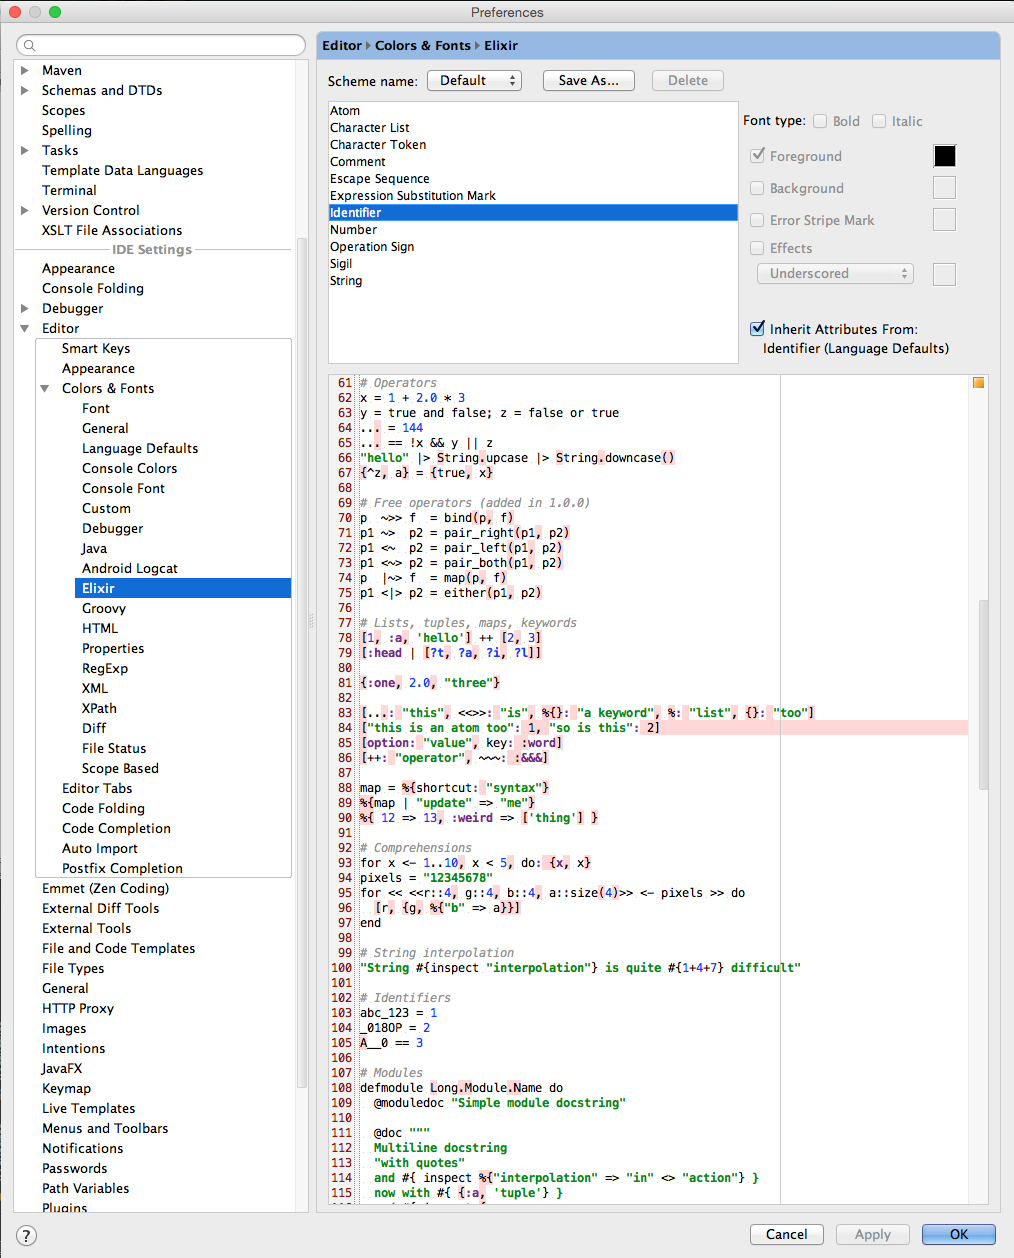 Preferences
Maven
Schemas and DTDs
Scopes
Spelling
Tasks
Template Data Languages
Terminal
Version Control
XSLT File Associations
IDE Settings
Appearance
Console Folding
Debugger
Editor
Smart Keys
Appearance
Colors & Fonts
Font
General
Language Defaults
Console Colors
Console Font
Custom
Debugger
Java
Android Logcat
Elixir
Groovy
HTML
Properties
RegExp
XML
XPath
Diff
File Status
Scope Based
Editor Tabs
Code Folding
Code Completion
Auto Import
Postfix Completion
Emmet (Zen Coding)
External Diff Tools
External Tools
File and Code Templates
File Types
General
HTTP Proxy
Images
Intentions
JavaFX
Keymap
Live Templates
Menus and Toolbars
Notifications
Passwords
Path Variables
Plugins
Editor › Colors & Fonts › Elixir
Scheme name: Default Save As... Delete
Atom
Character List
Character Token
Comment
Escape Sequence
Expression Substitution Mark
Identifier
Number
Operation Sign
Sigil
String
Font type: Bold Italic
Foreground
Background
Error Stripe Mark
Effects
Underscored
Inherit Attributes From:
Identifier (Language Defaults)
61 # Operators
62 x = 1 + 2.0 * 3
63 y = true and false; z = false or true
64 ... = 144
65 ... == !x && y || z
66 "hello" |> String.upcase |> String.downcase()
67 {^z, a} = {true, x}
68
69 # Free operators (added in 1.0.0)
70 p  ~>> f  = bind(p, f)
71 p1 ~>  p2 = pair_right(p1, p2)
72 p1 <~  p2 = pair_left(p1, p2)
73 p1 <~> p2 = pair_both(p1, p2)
74 p  |~> f  = map(p, f)
75 p1 <|> p2 = either(p1, p2)
76
77 # Lists, tuples, maps, keywords
78 [1, :a, 'hello'] ++ [2, 3]
79 [:head | [?t, ?a, ?i, ?l]]
80
81 {:one, 2.0, "three"}
82
83 [...: "this", <<>>: "is", %{}: "a keyword", %: "list", {}: "too"]
84 ["this is an atom too": 1, "so is this": 2]
85 [option: "value", key: :word]
86 [++: "operator", ~~~: :&&&]
87
88 map = %{shortcut: "syntax"}
89 %{map | "update" => "me"}
90 %{ 12 => 13, :weird => ['thing'] }
91
92 # Comprehensions
93 for x <- 1..10, x < 5, do: {x, x}
94 pixels = "12345678"
95 for << <<r::4, g::4, b::4, a::size(4)>> <- pixels >> do
96   [r, {g, %{"b" => a}}]
97 end
98
99 # String interpolation
100 "String #{inspect "interpolation"} is quite #{1+4+7} difficult"
101
102 # Identifiers
103 abc_123 = 1
104 _018OP = 2
105 A__0 == 3
106
107 # Modules
108 defmodule Long.Module.Name do
109   @moduledoc "Simple module docstring"
110
111   @doc """
112   Multiline docstring
113   "with quotes"
114   and #{ inspect %{"interpolation" => "in" <> "action"} }
115   now with #{ {:a, 'tuple'} }
? Cancel Apply OK